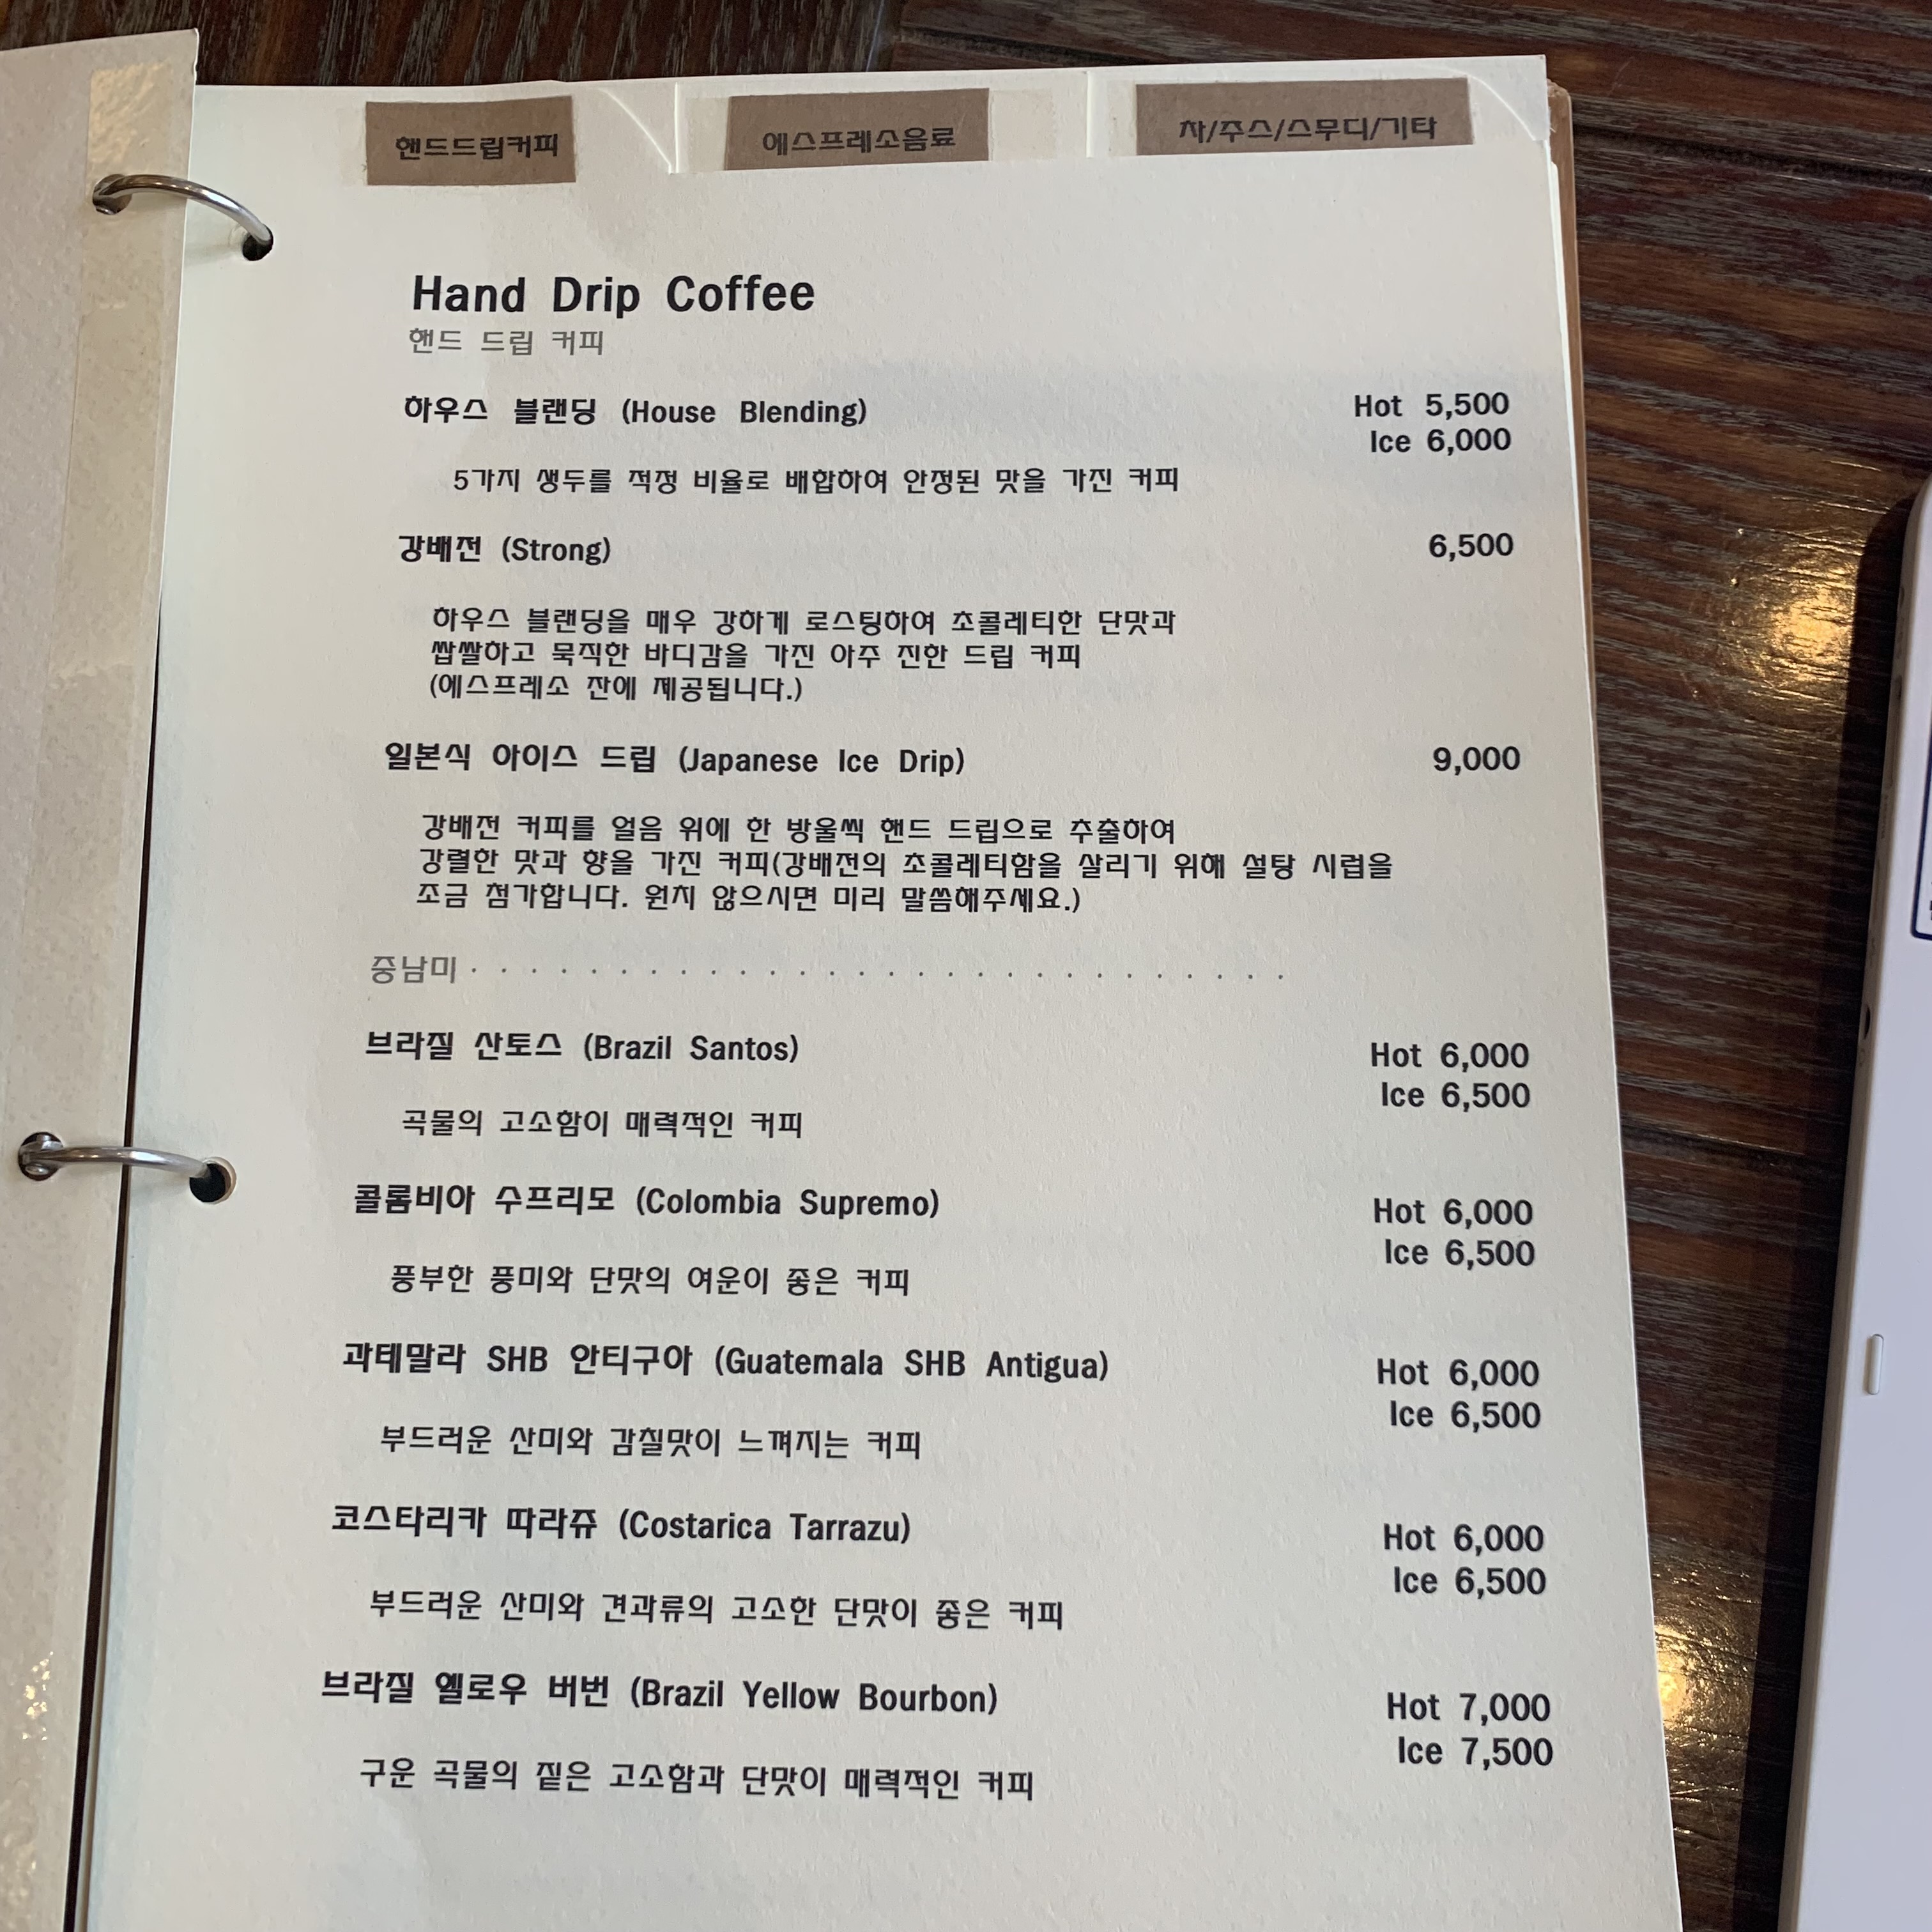 핸드드립커피
에스프레소음료
차/주스/스무디/기타
Hand Drip Coffee
핸드 드립 커피
하우스 블랜딩 (House Blending)
Hot 5,500
Ice 6,000
5가지 생두를 적정 비율로 배합하여 안정된 맛을 가진 커피
강배전 (Strong)
6,500
하우스 블랜딩을 매우 강하게 로스팅하여 초콜레티한 단맛과
쌉쌀하고 묵직한 바디감을 가진 아주 진한 드립 커피
(에스프레소 잔에 제공됩니다.)
일본식 아이스 드립 (Japanese Ice Drip)
9,000
강배전 커피를 얼음 위에 한 방울씩 핸드 드립으로 추출하여
강렬한 맛과 향을 가진 커피(강배전의 초콜레티함을 살리기 위해 설탕 시럽을
조금 첨가합니다. 원치 않으시면 미리 말씀해주세요.)
중남미 · · · · · · · · · · · · · · · · · · · · · · · · · · · ·
브라질 산토스 (Brazil Santos)
Hot 6,000
Ice 6,500
곡물의 고소함이 매력적인 커피
콜롬비아 수프리모 (Colombia Supremo)
Hot 6,000
Ice 6,500
풍부한 풍미와 단맛의 여운이 좋은 커피
과테말라 SHB 안티구아 (Guatemala SHB Antigua)
Hot 6,000
Ice 6,500
부드러운 산미와 감칠맛이 느껴지는 커피
코스타리카 따라쥬 (Costarica Tarrazu)
Hot 6,000
Ice 6,500
부드러운 산미와 견과류의 고소한 단맛이 좋은 커피
브라질 옐로우 버번 (Brazil Yellow Bourbon)
Hot 7,000
Ice 7,500
구운 곡물의 짙은 고소함과 단맛이 매력적인 커피